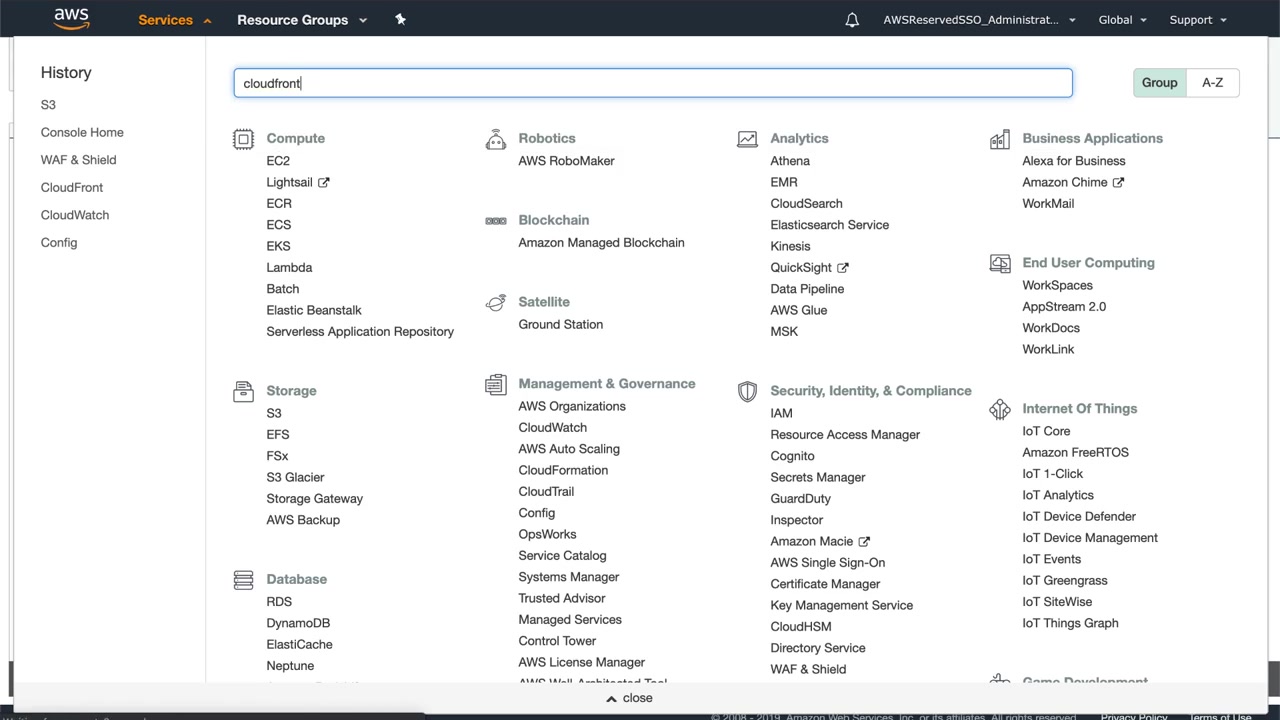 aws
Services
Resource Groups
AWSReservedSSO_Administrat...
Global
Support
History
S3
Console Home
WAF & Shield
CloudFront
CloudWatch
Config
cloudfront
Group
A-Z
Compute
EC2
Lightsail
ECR
ECS
EKS
Lambda
Batch
Elastic Beanstalk
Serverless Application Repository
Storage
S3
EFS
FSx
S3 Glacier
Storage Gateway
AWS Backup
Database
RDS
DynamoDB
ElastiCache
Neptune
Robotics
AWS RoboMaker
Blockchain
Amazon Managed Blockchain
Satellite
Ground Station
Management & Governance
AWS Organizations
CloudWatch
AWS Auto Scaling
CloudFormation
CloudTrail
Config
OpsWorks
Service Catalog
Systems Manager
Trusted Advisor
Managed Services
Control Tower
AWS License Manager
AWS Well-Architected Tool
Analytics
Athena
EMR
CloudSearch
Elasticsearch Service
Kinesis
QuickSight
Data Pipeline
AWS Glue
MSK
Security, Identity, & Compliance
IAM
Resource Access Manager
Cognito
Secrets Manager
GuardDuty
Inspector
Amazon Macie
AWS Single Sign-On
Certificate Manager
Key Management Service
CloudHSM
Directory Service
WAF & Shield
Business Applications
Alexa for Business
Amazon Chime
WorkMail
End User Computing
WorkSpaces
AppStream 2.0
WorkDocs
WorkLink
Internet Of Things
IoT Core
Amazon FreeRTOS
IoT 1-Click
IoT Analytics
IoT Device Defender
IoT Device Management
IoT Events
IoT Greengrass
IoT SiteWise
IoT Things Graph
Game Development
close
© 2008 - 2019, Amazon Web Services, Inc. or its affiliates. All rights reserved.
Privacy Policy
Terms of Use